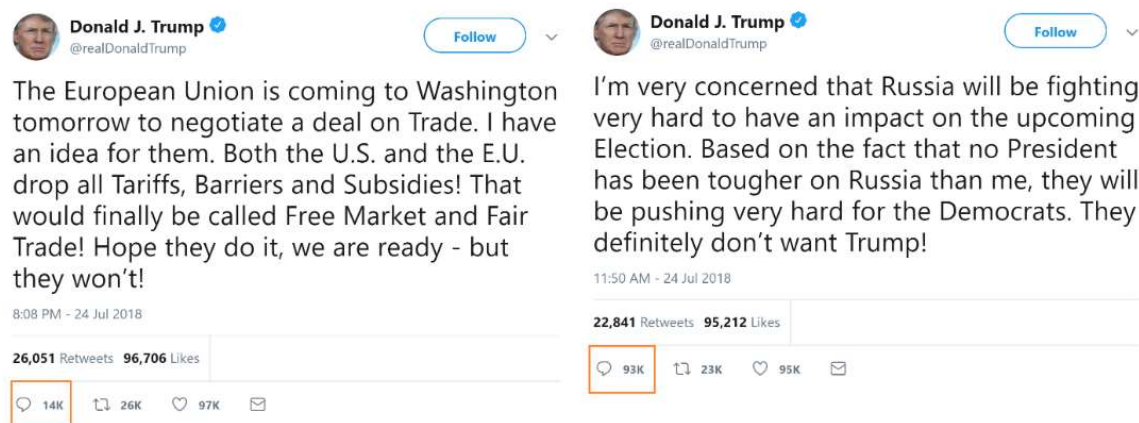 Donald J. Trump
@realDonaldTrump
Follow
The European Union is coming to Washington
tomorrow to negotiate a deal on Trade. I have
an idea for them. Both the U.S. and the E.U.
drop all Tariffs, Barriers and Subsidies! That
would finally be called Free Market and Fair
Trade! Hope they do it, we are ready - but
they won't!
8:08 PM - 24 Jul 2018
26,051 Retweets 96,706 Likes
14K 26K 97K
Donald J. Trump
@realDonaldTrump
Follow
I'm very concerned that Russia will be fighting
very hard to have an impact on the upcoming
Election. Based on the fact that no President
has been tougher on Russia than me, they will
be pushing very hard for the Democrats. They
definitely don't want Trump!
11:50 AM - 24 Jul 2018
22,841 Retweets 95,212 Likes
93K 23K 95K